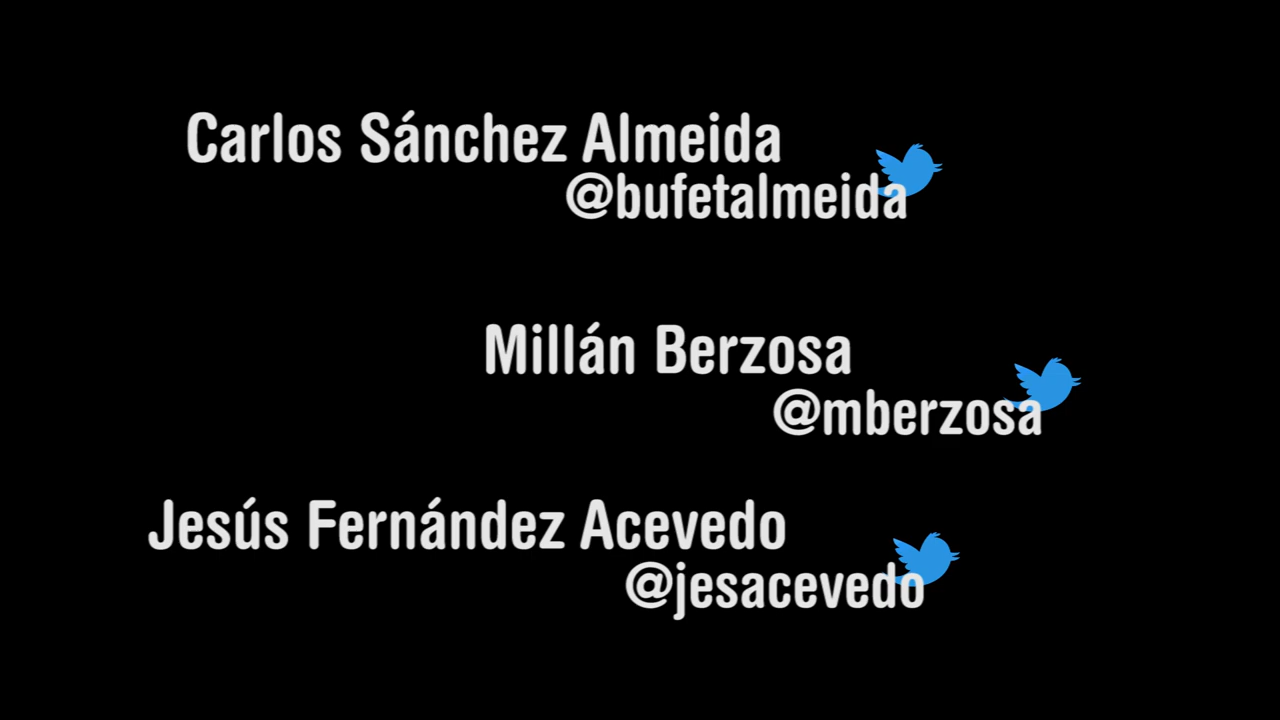 Carlos Sánchez Almeida
@bufetalmeida
Millán Berzosa
@mberzosa
Jesús Fernández Acevedo
@jesacevedo